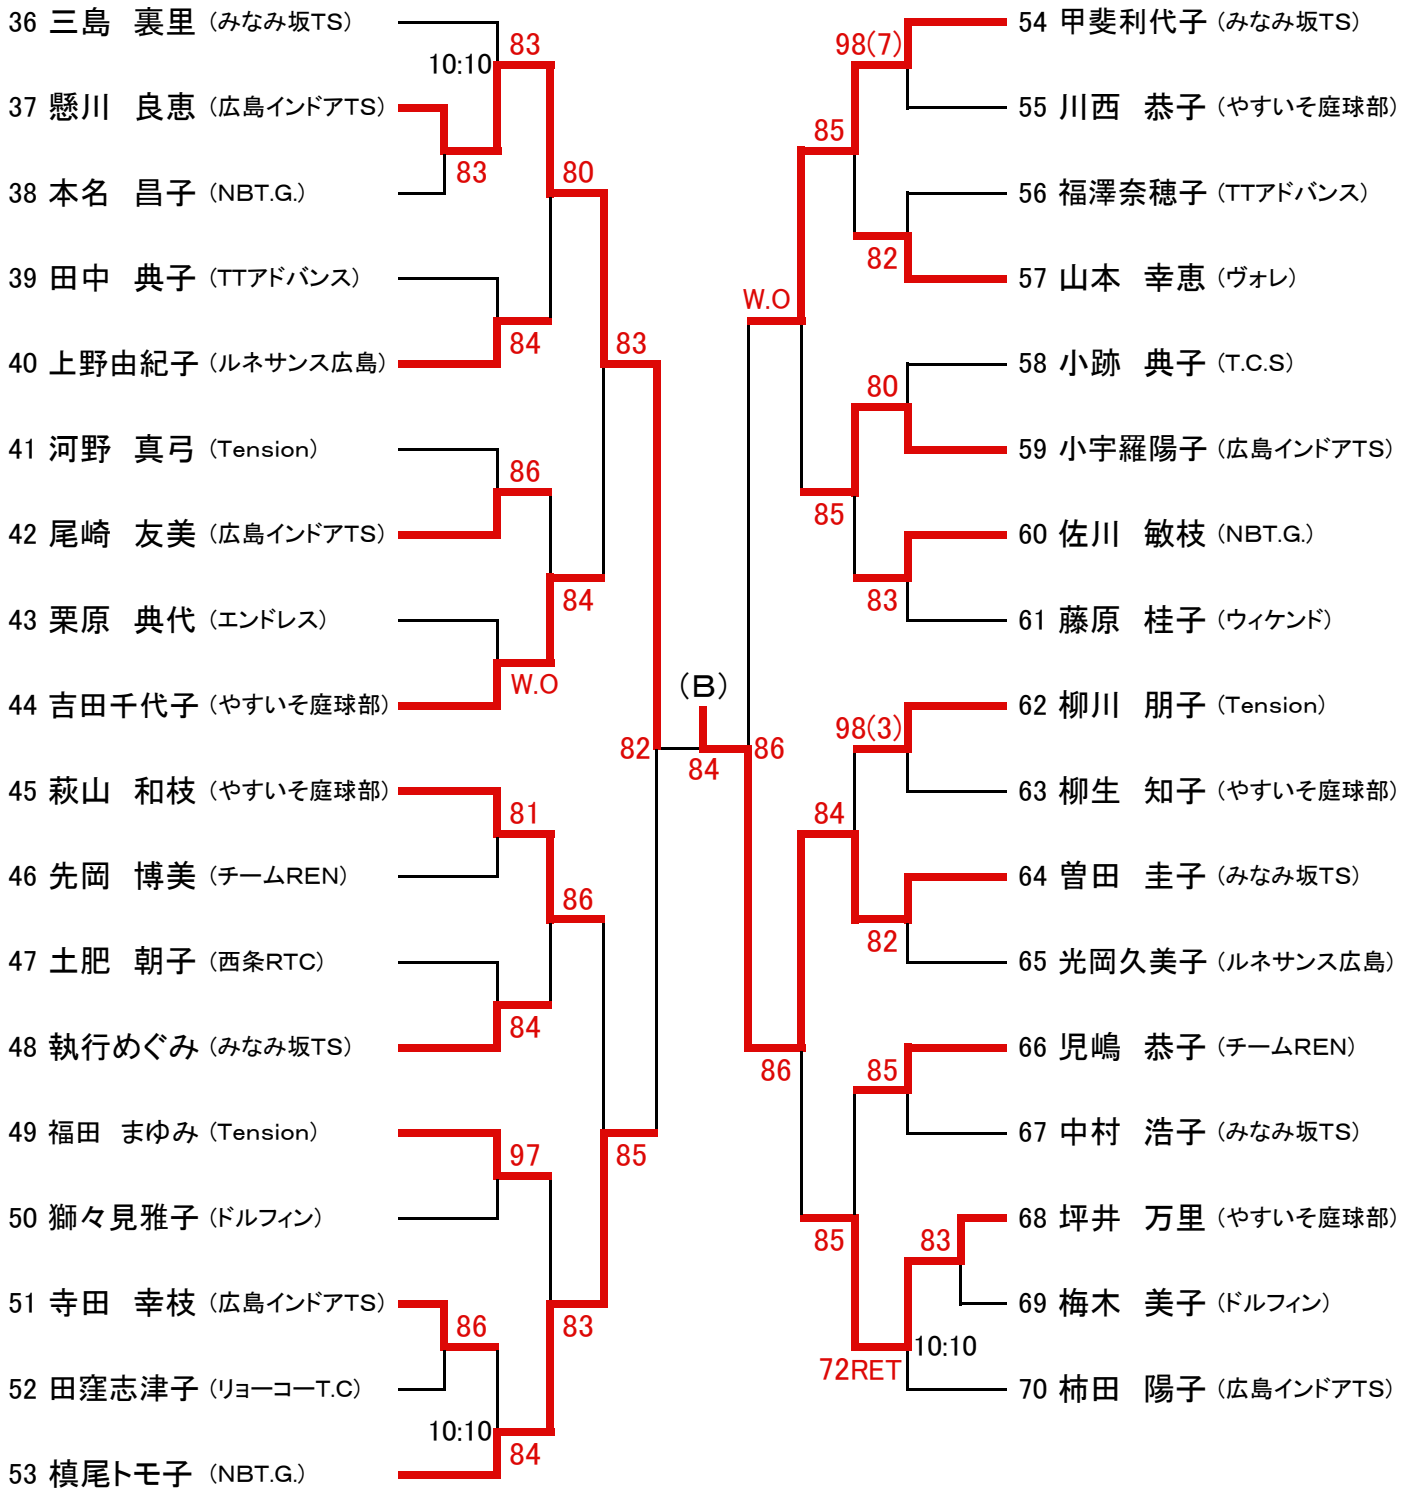 36 三島　裏里 (みなみ坂TS)
83
10:10
37 懸川　良恵 (広島インドアTS)
83
80
38 本名　昌子 (NBT.G.)
39 田中　典子 (TTアドバンス)
84
83
40 上野由紀子 (ルネサンス広島)
41 河野　真弓 (Tension)
86
42 尾崎　友美 (広島インドアTS)
84
43 栗原　典代 (エンドレス)
W.O
44 吉田千代子 (やすいそ庭球部)
82
45 萩山　和枝 (やすいそ庭球部)
81
46 先岡　博美 (チームREN)
86
47 土肥　朝子 (西条RTC)
84
48 執行めぐみ (みなみ坂TS)
49 福田　まゆみ (Tension)
97
85
50 獅々見雅子 (ドルフィン)
51 寺田　幸枝 (広島インドアTS)
86
83
52 田窪志津子 (リョーコーT.C)
10:10
84
53 槙尾トモ子 (NBT.G.)
(B)
84
86
54 甲斐利代子 (みなみ坂TS)
98(7)
55 川西　恭子 (やすいそ庭球部)
85
56 福澤奈穂子 (TTアドバンス)
82
57 山本　幸恵 (ヴォレ)
W.O
58 小跡　典子 (T.C.S)
80
59 小宇羅陽子 (広島インドアTS)
85
60 佐川　敏枝 (NBT.G.)
83
61 藤原　桂子 (ウィケンド)
62 柳川　朋子 (Tension)
98(3)
63 柳生　知子 (やすいそ庭球部)
84
64 曽田　圭子 (みなみ坂TS)
82
65 光岡久美子 (ルネサンス広島)
86
66 児嶋　恭子 (チームREN)
85
67 中村　浩子 (みなみ坂TS)
68 坪井　万里 (やすいそ庭球部)
83
85
69 梅木　美子 (ドルフィン)
10:10
72RET
70 柿田　陽子 (広島インドアTS)